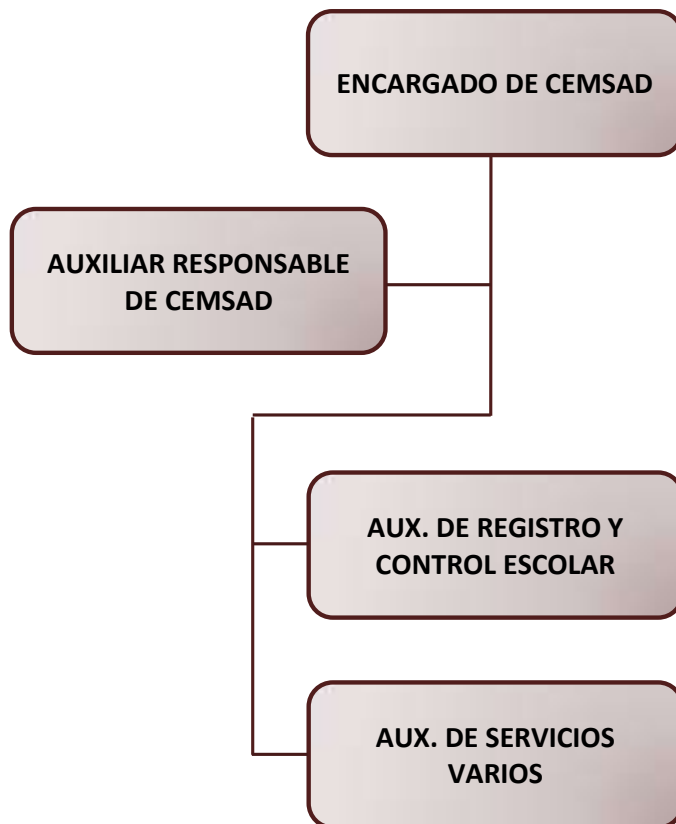 ENCARGADO DE CEMSAD
AUXILIAR RESPONSABLE
DE CEMSAD
AUX. DE REGISTRO Y
CONTROL ESCOLAR
AUX. DE SERVICIOS
VARIOS